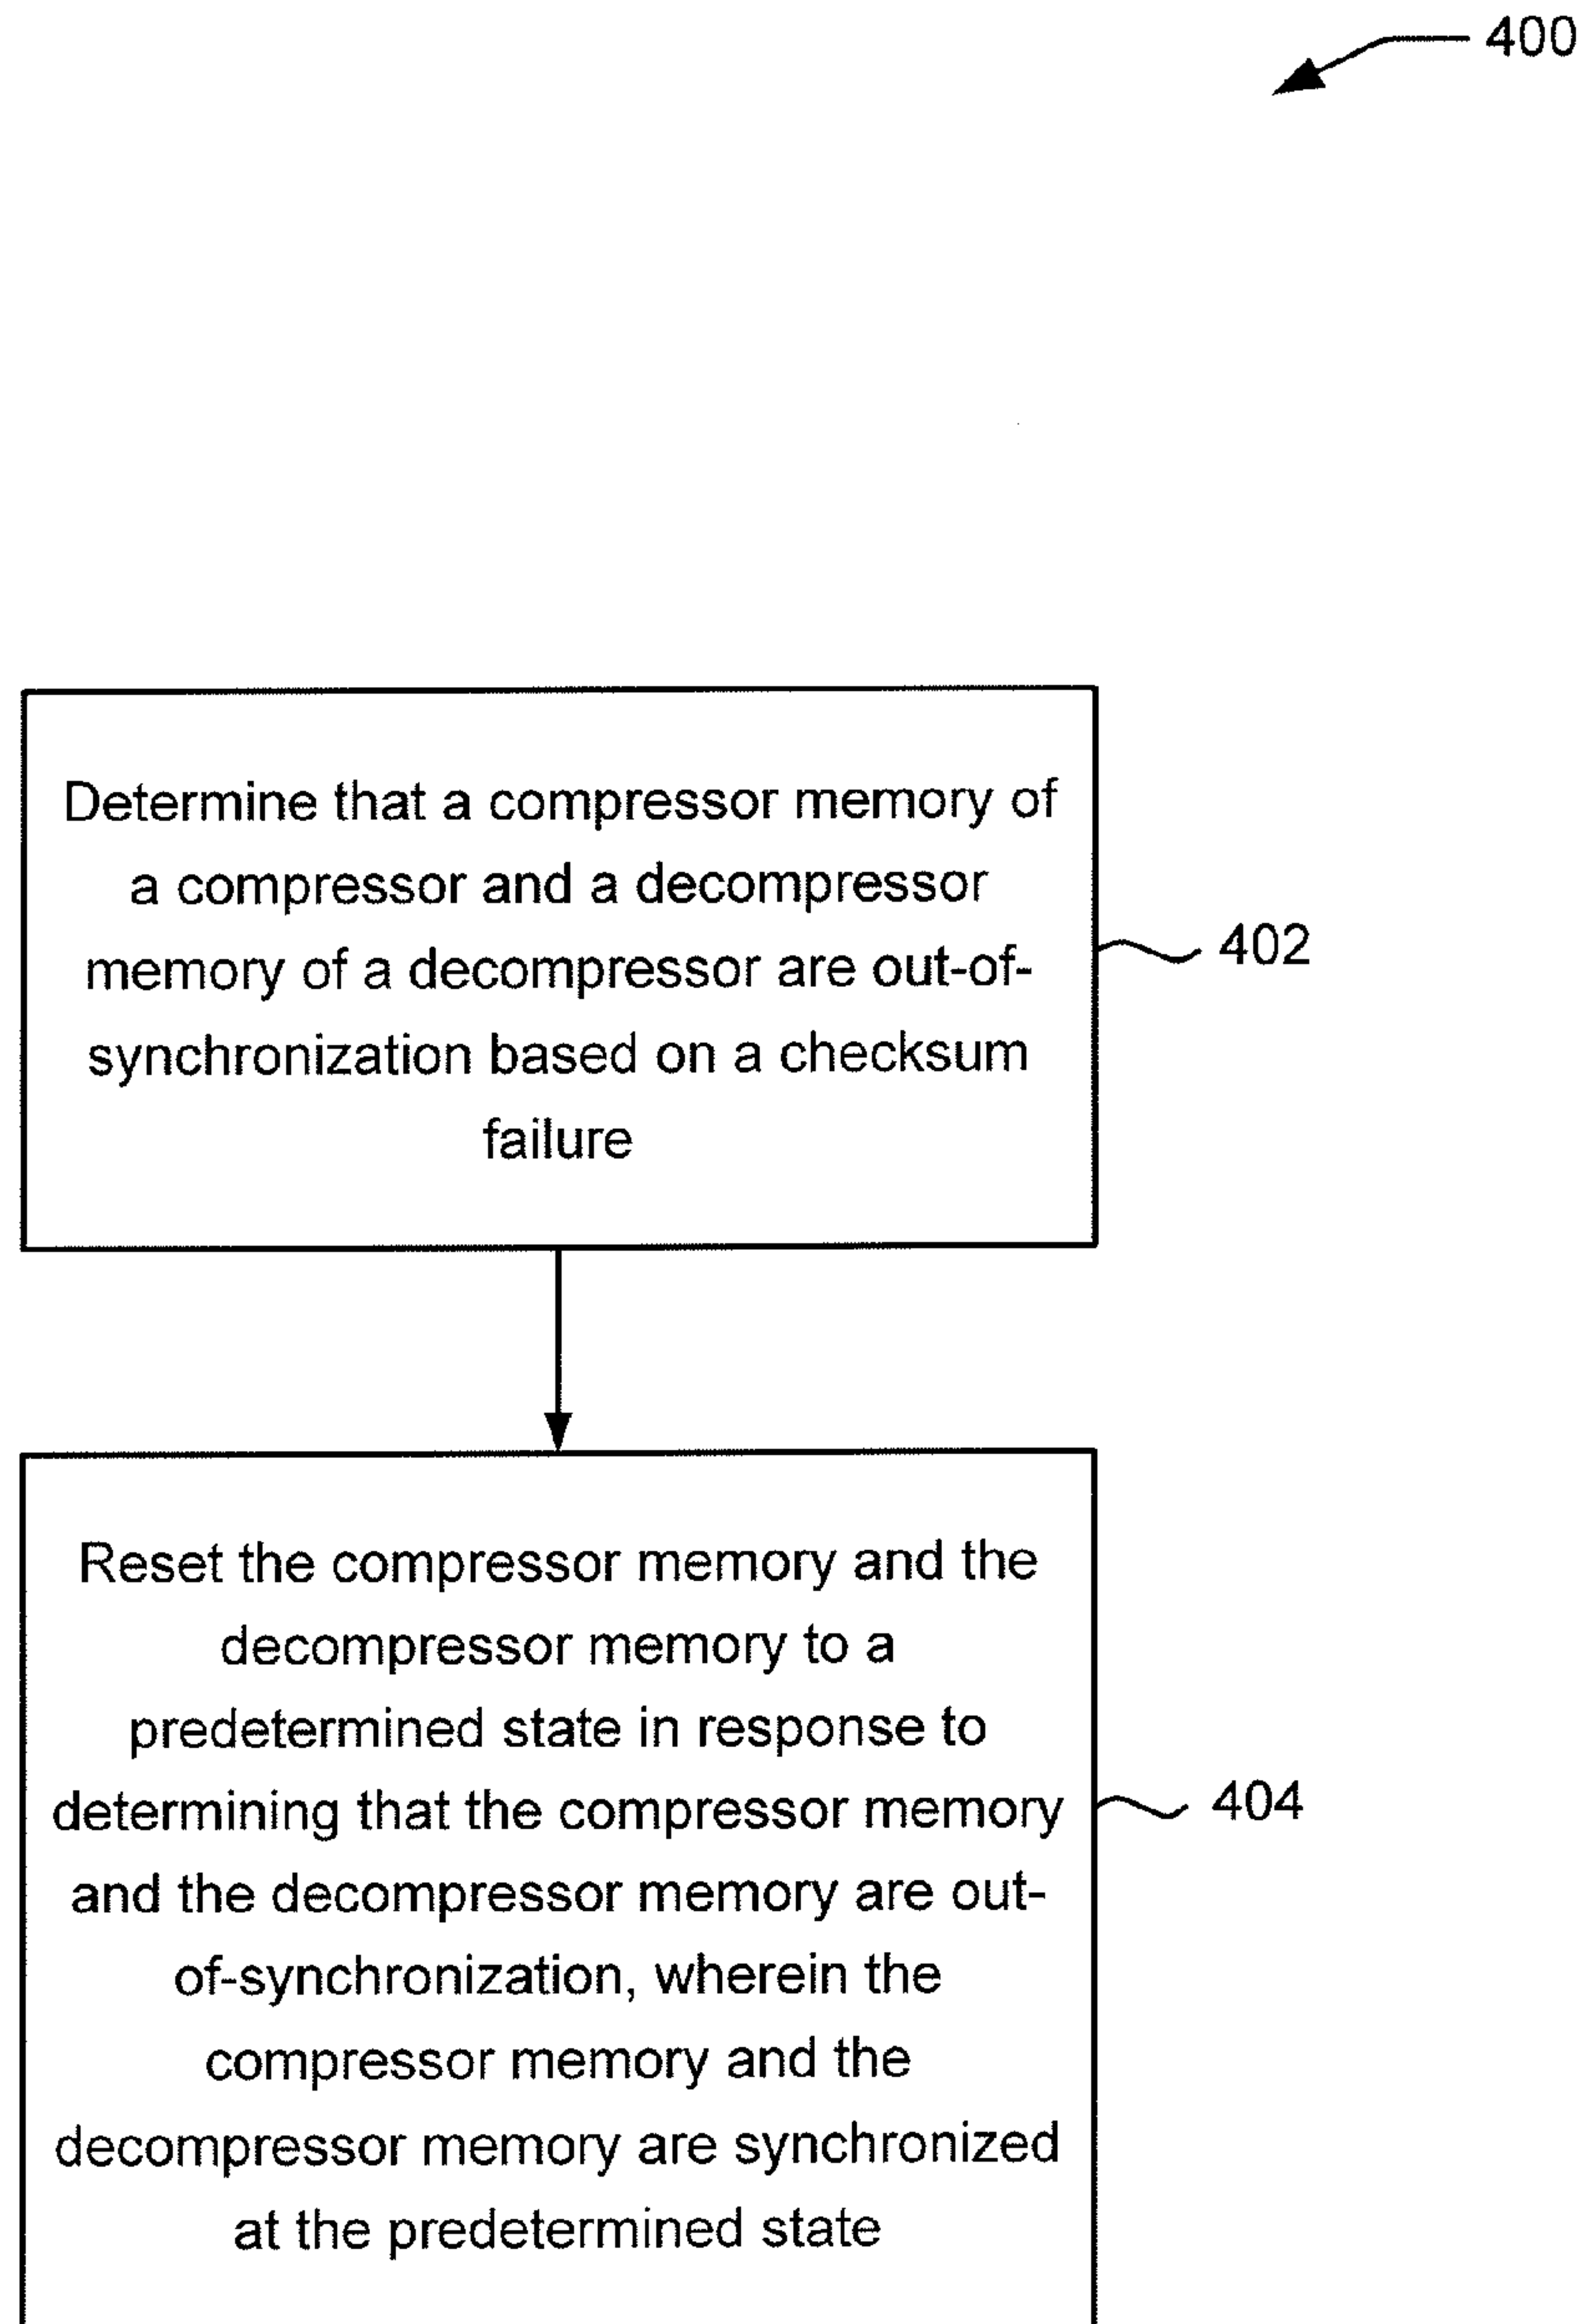 400
Determine that a compressor memory of
a compressor and a decompressor
memory of a decompressor are out-of-
synchronization based on a checksum
failure
402
Reset the compressor memory and the
decompressor memory to a
predetermined state in response to
determining that the compressor memory
and the decompressor memory are out-
of-synchronization, wherein the
compressor memory and the
decompressor memory are synchronized
at the predetermined state
404